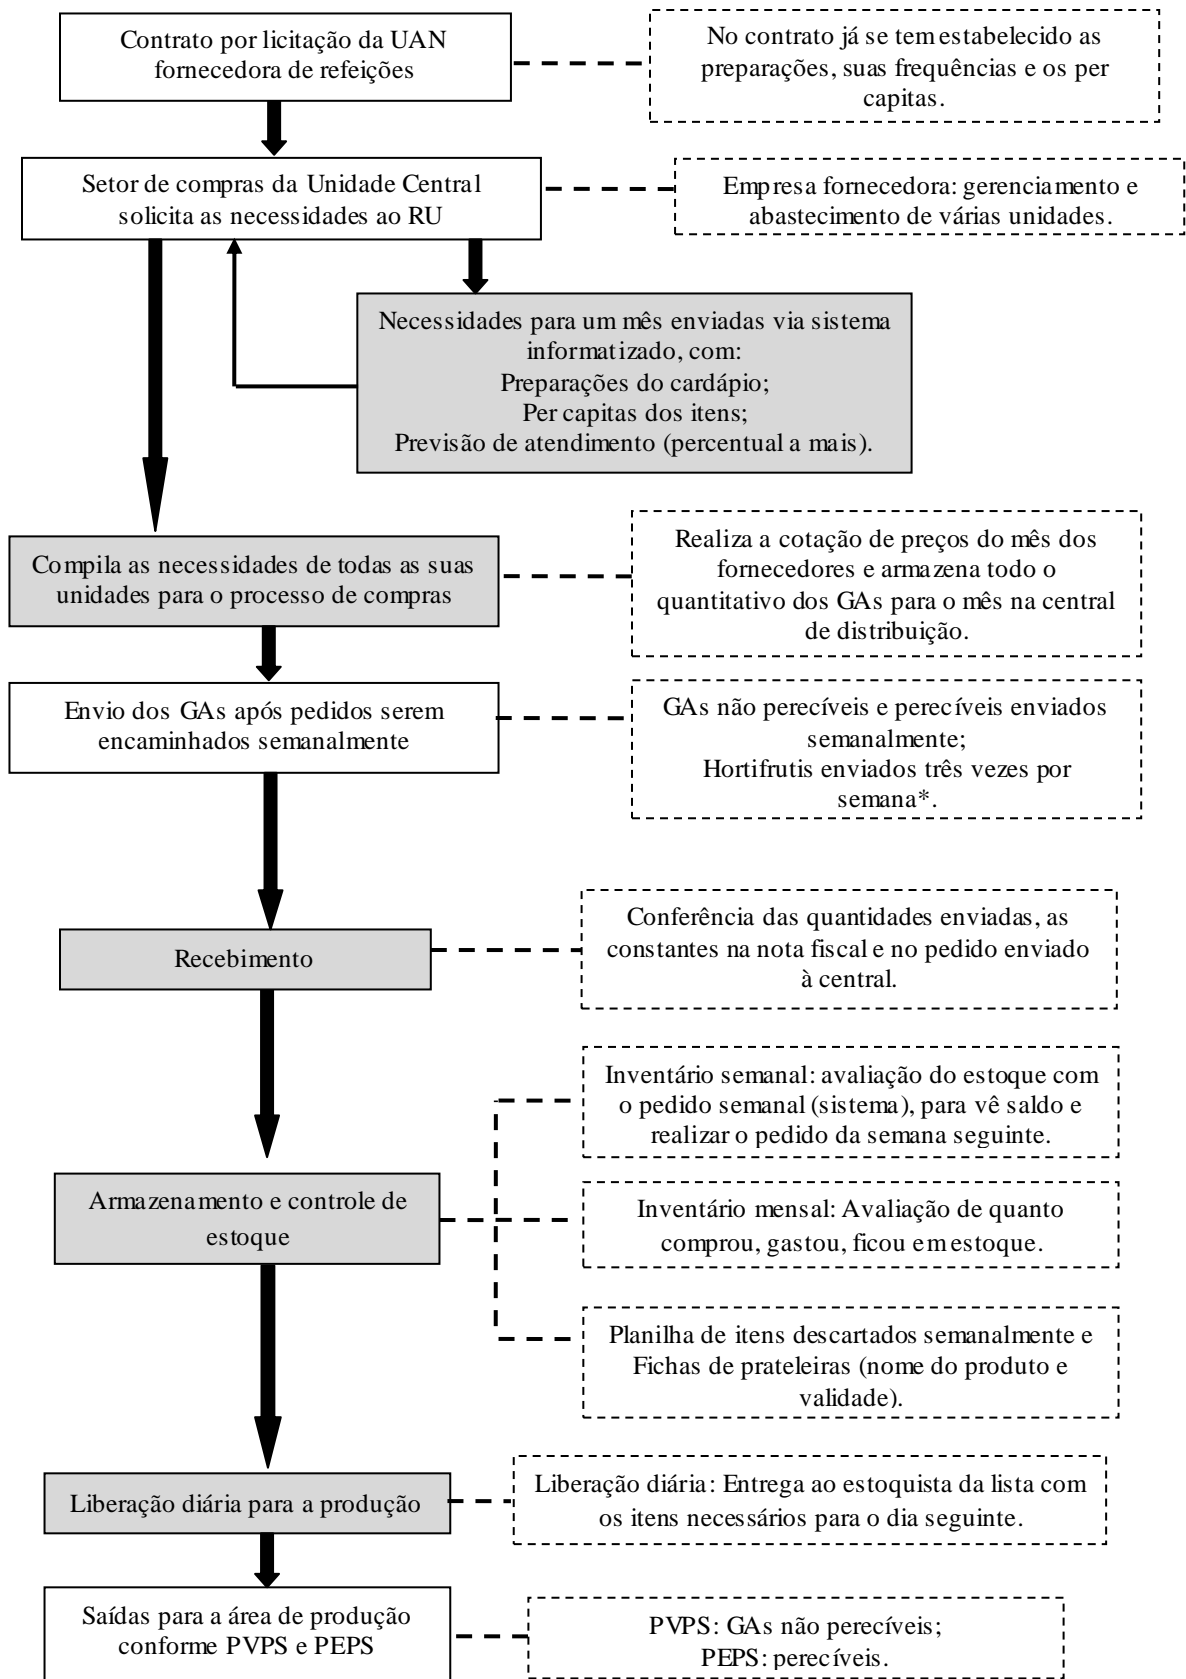 Contrato por licitação da UAN
fornecedora de refeições
No contrato já se tem estabelecido as
preparações, suas frequências e os per
capitas.
Setor de compras da Unidade Central
solicita as necessidades ao RU
Empresa fornecedora: gerenciamento e
abastecimento de várias unidades.
Necessidades para um mês enviadas via sistema
informatizado, com:
Preparações do cardápio;
Per capitas dos itens;
Previsão de atendimento (percentual a mais).
Compila as necessidades de todas as suas
unidades para o processo de compras
Realiza a cotação de preços do mês dos
fornecedores e armazena todo o
quantitativo dos GAs para o mês na central
de distribuição.
Envio dos GAs após pedidos serem
encaminhados semanalmente
GAs não perecíveis e perecíveis enviados
semanalmente;
Hortifrutis enviados três vezes por
semana*.
Recebimento
Conferência das quantidades enviadas, as
constantes na nota fiscal e no pedido enviado
à central.
Inventário semanal: avaliação do estoque com
o pedido semanal (sistema), para vê saldo e
realizar o pedido da semana seguinte.
Armazenamento e controle de
estoque
Inventário mensal: Avaliação de quanto
comprou, gastou, ficou em estoque.
Planilha de itens descartados semanalmente e
Fichas de prateleiras (nome do produto e
validade).
Liberação diária para a produção
Liberação diária: Entrega ao estoquista da lista com
os itens necessários para o dia seguinte.
Saídas para a área de produção
conforme PVPS e PEPS
PVPS: GAs não perecíveis;
PEPS: perecíveis.